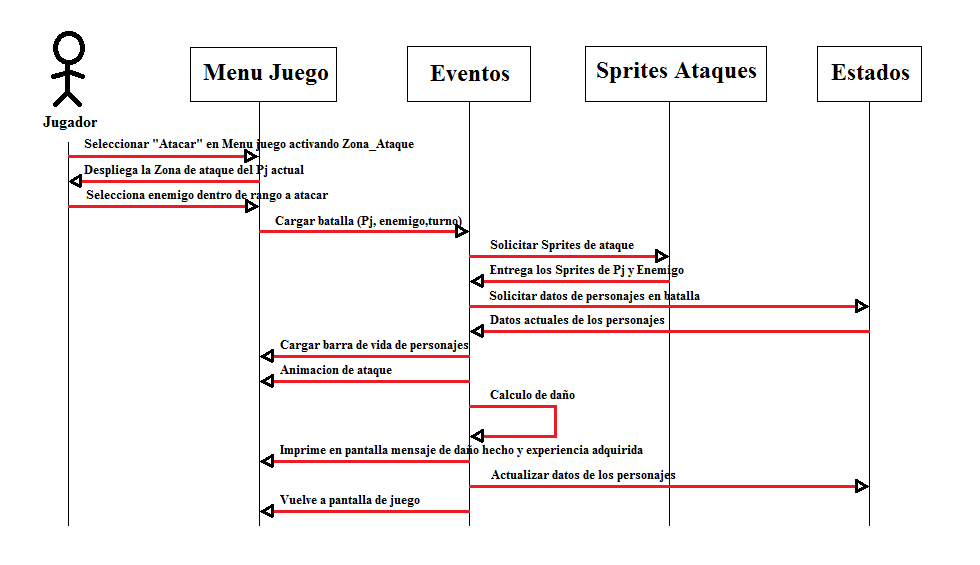 Menu Juego
Eventos
Sprites Ataques
Estados
Jugador
Seleccionar "Atacar" en Menu juego activando Zona_Ataque
Despliega la Zona de ataque del Pj actual
Selecciona enemigo dentro de rango a atacar
Cargar batalla (Pj, enemigo,turno)
Solicitar Sprites de ataque
Entrega los Sprites de Pj y Enemigo
Solicitar datos de personajes en batalla
Datos actuales de los personajes
Cargar barra de vida de personajes
Animacion de ataque
Calculo de daño
Imprime en pantalla mensaje de daño hecho y experiencia adquirida
Actualizar datos de los personajes
Vuelve a pantalla de juego